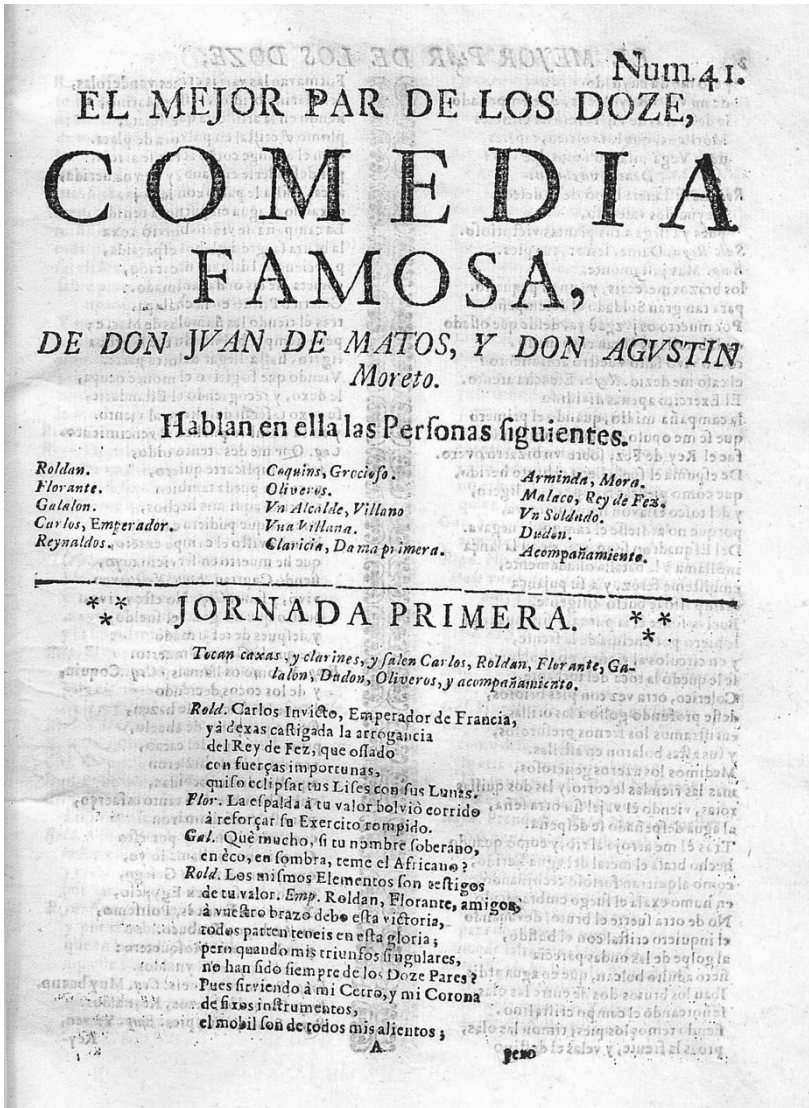 Num.41.
EL MEJOR PAR DE LOS DOZE,
COMEDIA
FAMOSA,
DE DON JVAN DE MATOS, Y DON AGVSTIN
Moreto.
Hablan en ella las Perſonas ſiguientes.
Roldan.
Florante.
Galalon.
Carlos, Emperador.
Reynaldos.
Coquins, Grocioſo.
Oliveros.
Vn Alcalde, Villano
Vna Villana.
Claricia, Dama primera.
Arminda, Mora.
Malaco, Rey de Fez.
Vn Soldado.
Dudon.
Acompañamiento.
*** JORNADA PRIMERA. ***
Tocan caxas, y clarines, y ſalen Carlos, Roldan, Florante, Ga-
lalon, Dudon, Oliveros, y acompañamiento.
Rold. Carlos Invicto, Emperador de Francia,
yà dexas caſtigada la arrogancia
del Rey de Fez, que oſſado
con fuerças importunas,
quiſo eclipſar tus Liſes con ſus Lunas.
Flor. La eſpalda à tu valor bolviò corrido
à reforçar ſu Exercito rompido.
Gal. Què mucho, ſi tu nombre ſoberano,
en èco, en ſombra, teme el Africano?
Rold. Los miſmos Elementos ſon teſtigos
de tu valor. Emp. Roldan, Florante, amigos,
à vueſtro brazo debo eſta victoria,
todos parte teneis en eſta gloria;
pero quando mis triunfos ſingulares,
no han ſido ſiempre de los Doze Pares?
Pues ſirviendo à mi Cetro, y mi Corona
de fixos inſtrumentos,
el mobil ſon de todos mis alientos;
A
pero